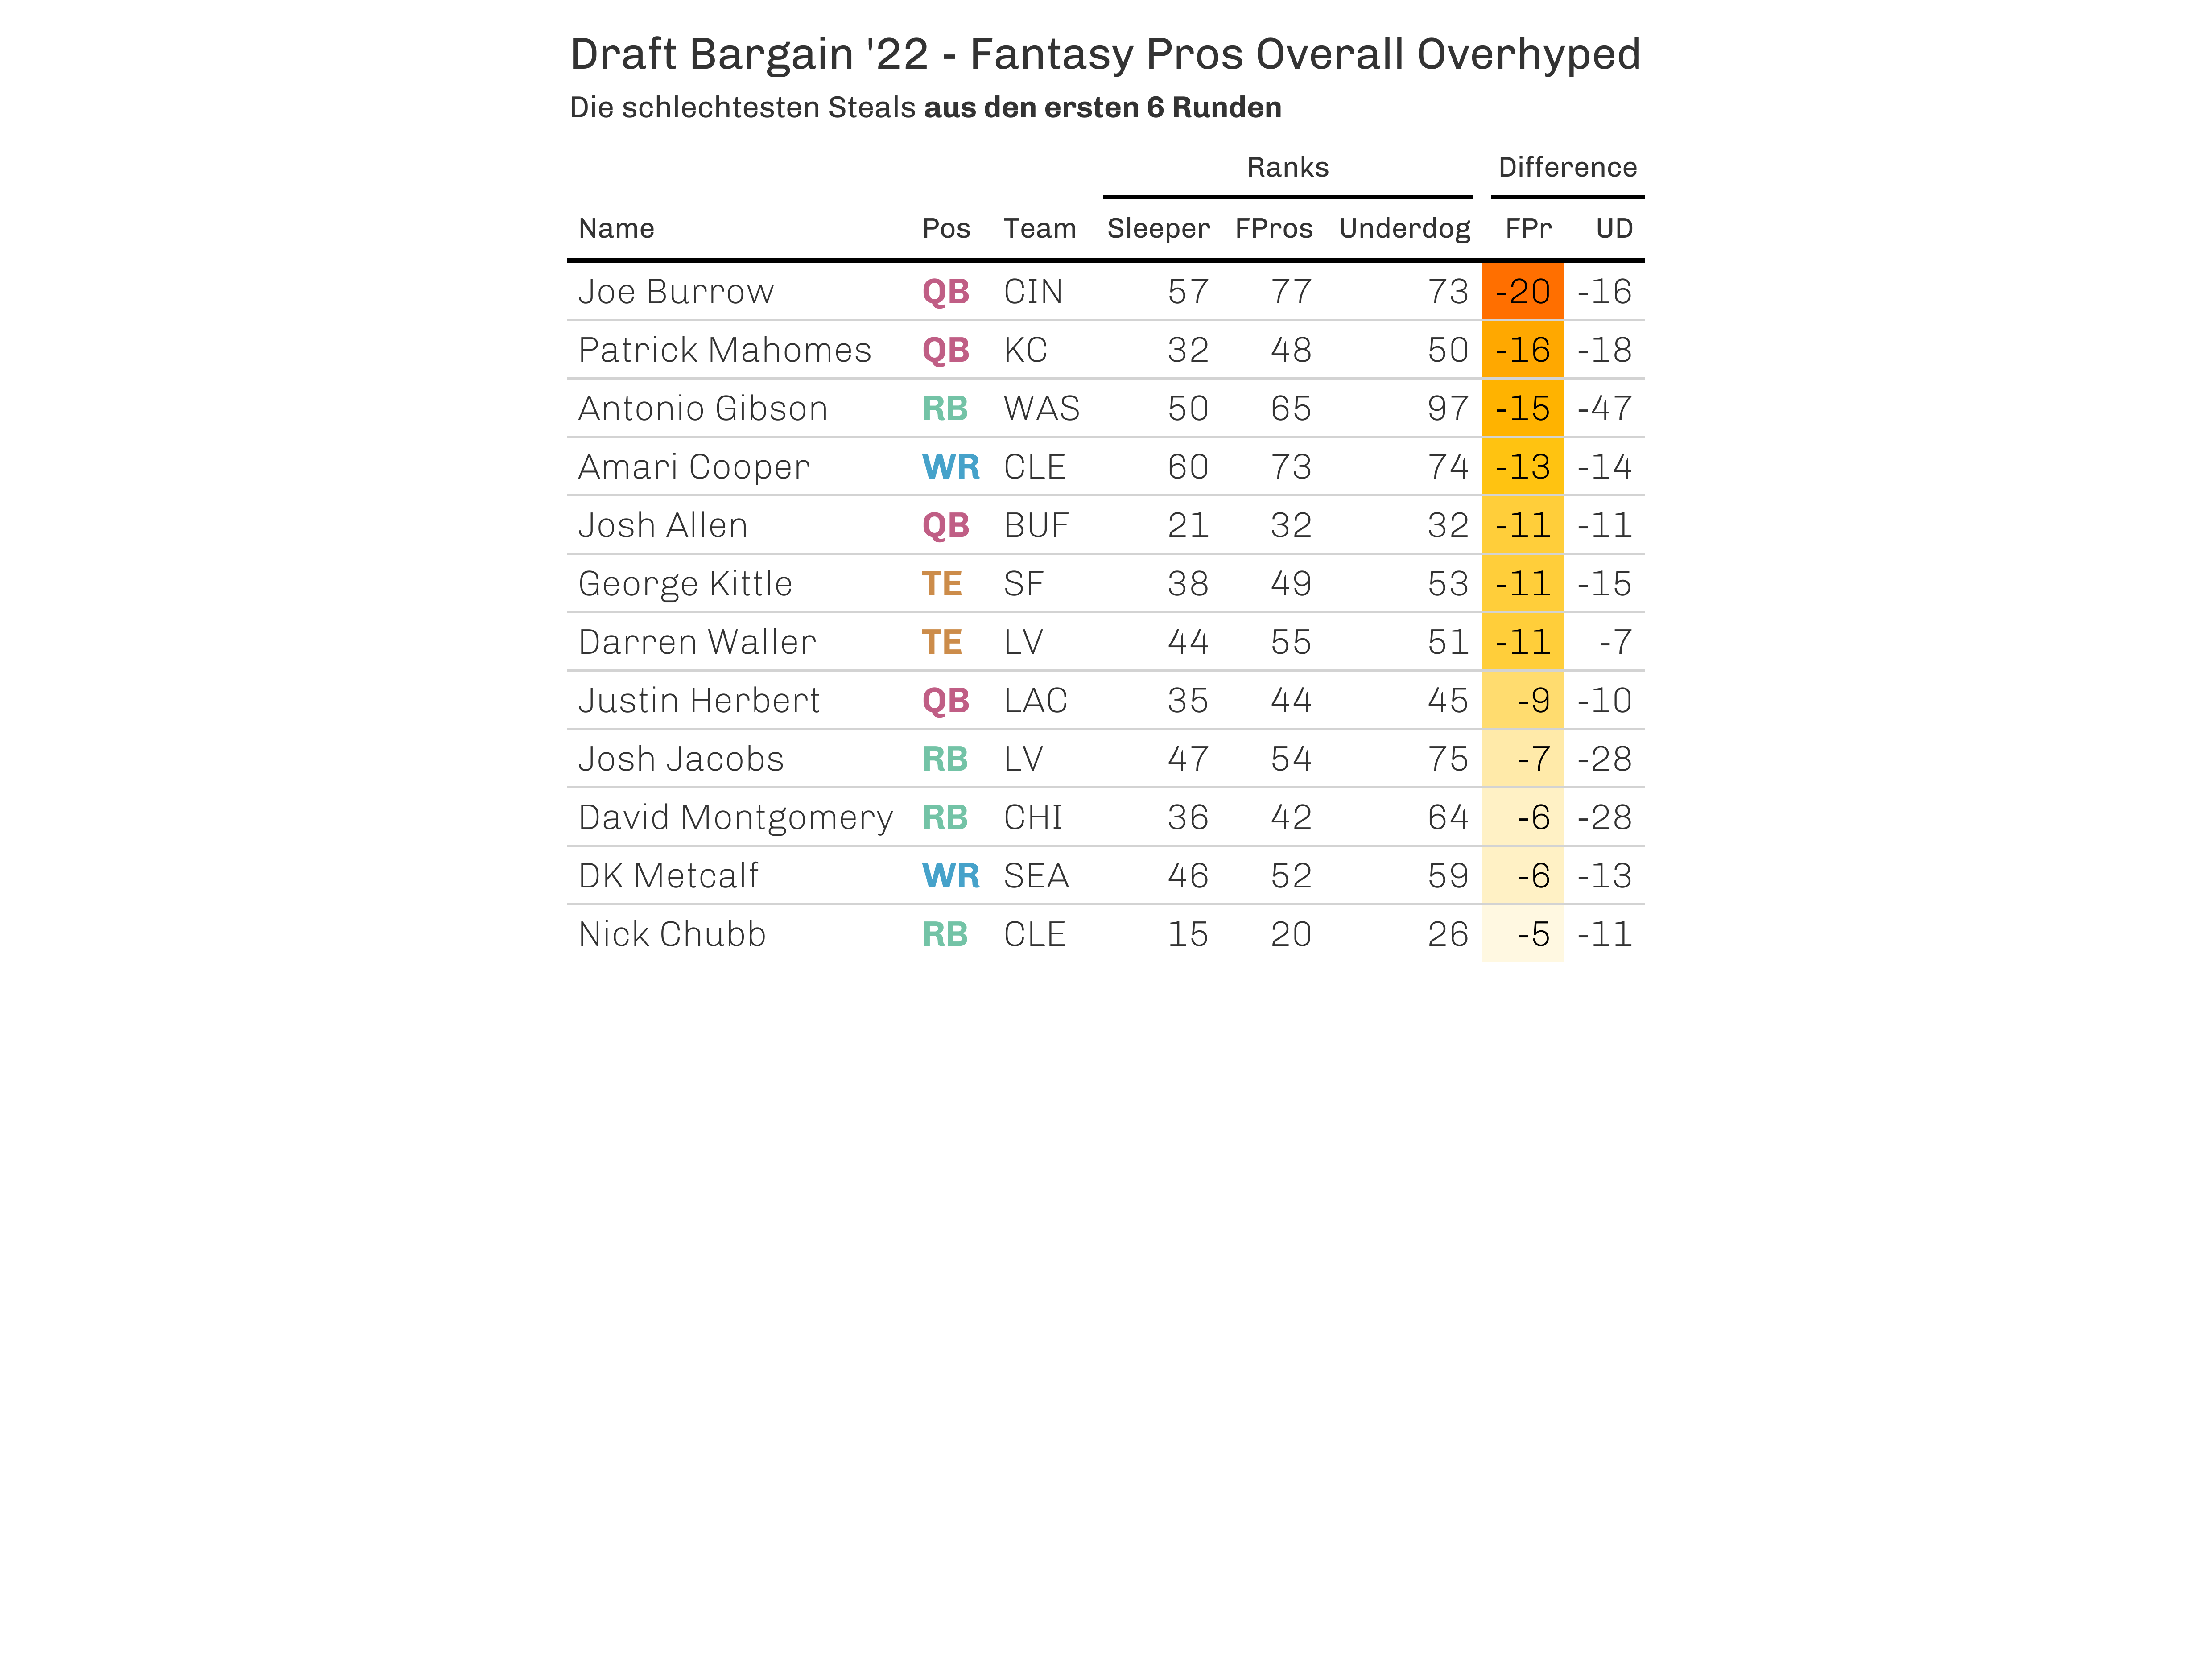 Draft Bargain '22 - Fantasy Pros Overall Overhyped
Die schlechtesten Steals aus den ersten 6 Runden
Ranks Difference
Name Pos Team Sleeper FPros Underdog FPr UD
Joe Burrow QB CIN 57 77 73 -20 -16
Patrick Mahomes QB KC 32 48 50 -16 -18
Antonio Gibson RB WAS 50 65 97 -15 -47
Amari Cooper WR CLE 60 73 74 -13 -14
Josh Allen QB BUF 21 32 32 -11 -11
George Kittle TE SF 38 49 53 -11 -15
Darren Waller TE LV 44 55 51 -11 -7
Justin Herbert QB LAC 35 44 45 -9 -10
Josh Jacobs RB LV 47 54 75 -7 -28
David Montgomery RB CHI 36 42 64 -6 -28
DK Metcalf WR SEA 46 52 59 -6 -13
Nick Chubb RB CLE 15 20 26 -5 -11